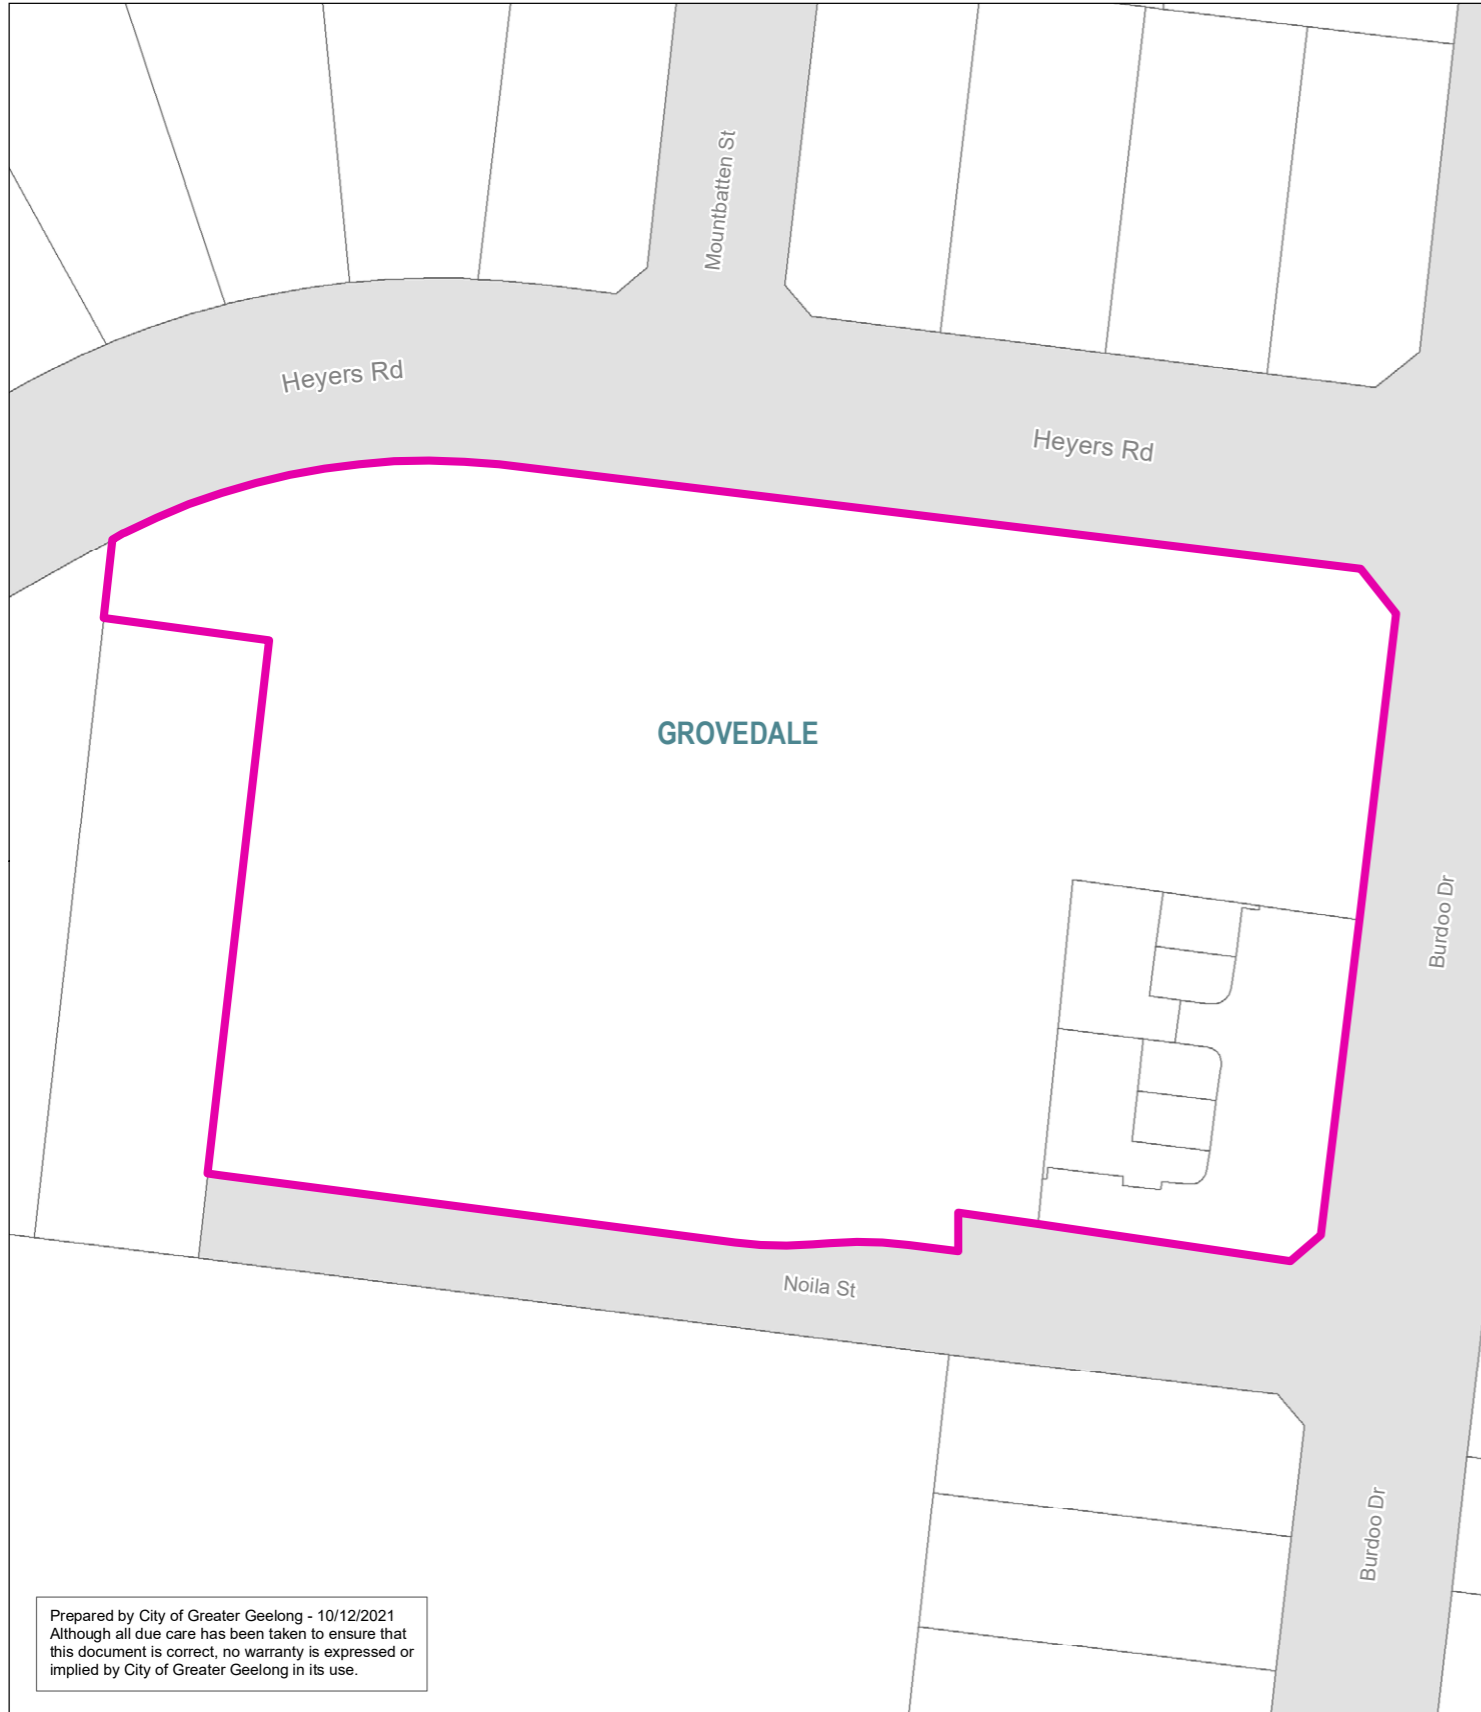 Mountbatten St
Heyers Rd
Heyers Rd
GROVEDALE
Burdoo Dr
Noila St
Burdoo Dr
Prepared by City of Greater Geelong - 10/12/2021
Although all due care has been taken to ensure that
this document is correct, no warranty is expressed or
implied by City of Greater Geelong in its use.